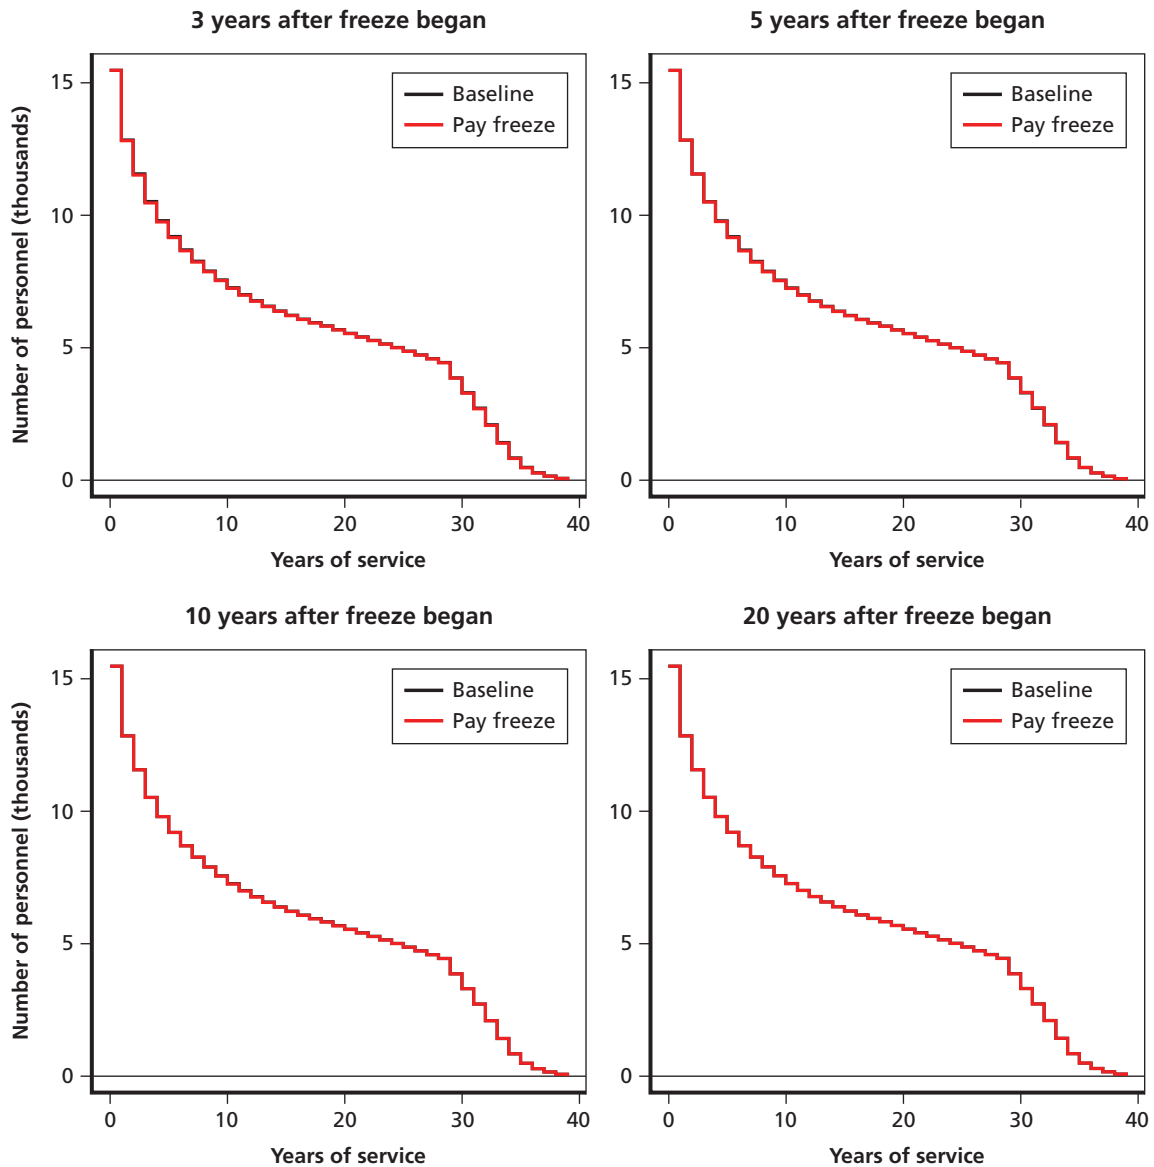 3 years after freeze began
Number of personnel (thousands)
15
10
5
0
Baseline
Pay freeze
0 10 20 30 40
Years of service
5 years after freeze began
15
10
5
0
Baseline
Pay freeze
0 10 20 30 40
Years of service
10 years after freeze began
Number of personnel (thousands)
15
10
5
0
Baseline
Pay freeze
0 10 20 30 40
Years of service
20 years after freeze began
15
10
5
0
Baseline
Pay freeze
0 10 20 30 40
Years of service